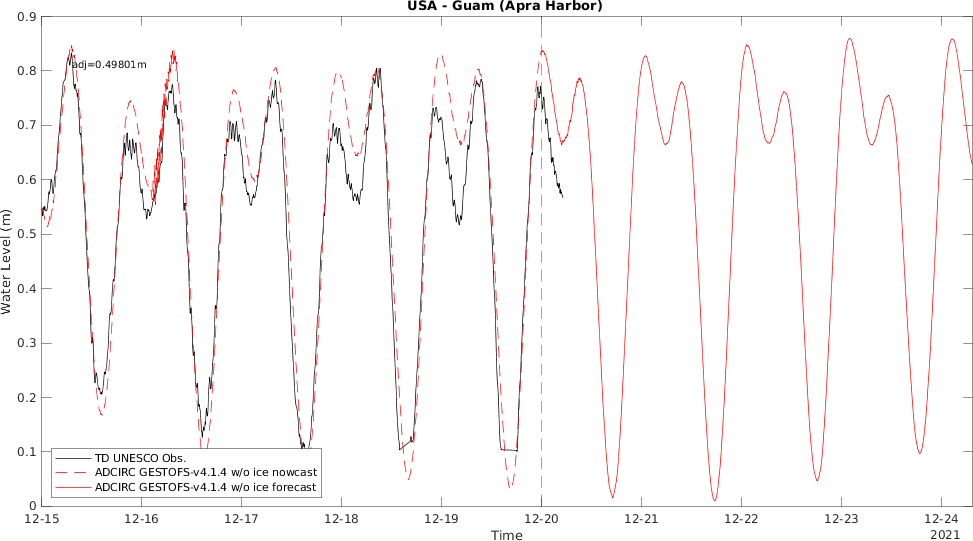 USA - Guam (Apra Harbor)
0.9
0.8
0.7
0.6
0.5
0.4
0.3
0.2
0.1
0
Water Level (m)
adj=0.49801m
TD UNESCO Obs.
ADCIRC GESTOFS-v4.1.4 w/o ice nowcast
ADCIRC GESTOFS-v4.1.4 w/o ice forecast
12-15 12-16 12-17 12-18 12-19 12-20 12-21 12-22 12-23 12-24
2021
Time